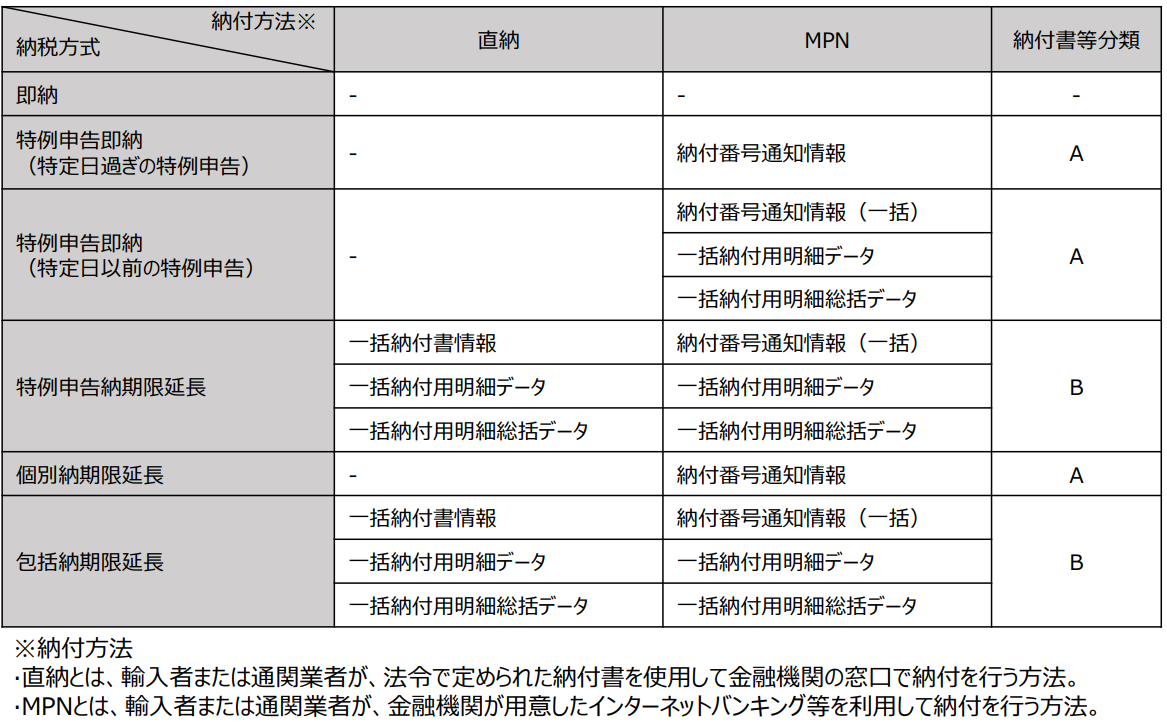 納付方法※
納税方式
直納
MPN
納付書等分類
即納
-
-
-
特例申告即納
（特定日過ぎの特例申告）
-
納付番号通知情報
A
特例申告即納
（特定日以前の特例申告）
-
納付番号通知情報（一括）
一括納付用明細データ
一括納付用明細総括データ
A
特例申告納期限延長
一括納付書情報
納付番号通知情報（一括）
一括納付用明細データ
一括納付用明細データ
一括納付用明細総括データ
一括納付用明細総括データ
B
個別納期限延長
-
納付番号通知情報
A
包括納期限延長
一括納付書情報
納付番号通知情報（一括）
一括納付用明細データ
一括納付用明細データ
一括納付用明細総括データ
一括納付用明細総括データ
B
※納付方法
･直納とは、輸入者または通関業者が、法令で定められた納付書を使用して金融機関の窓口で納付を行う方法。
･MPNとは、輸入者または通関業者が、金融機関が用意したインターネットバンキング等を利用して納付を行う方法。